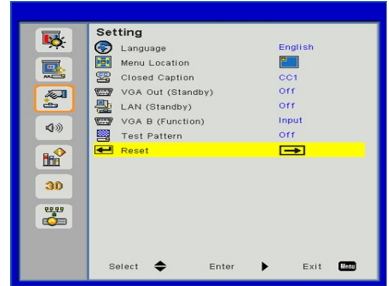 Setting
Language English
Menu Location
Closed Caption CC1
VGA Out (Standby) Off
LAN (Standby) Off
VGA B (Function) Input
Test Pattern Off
Reset
3D
Select Enter Exit Menu